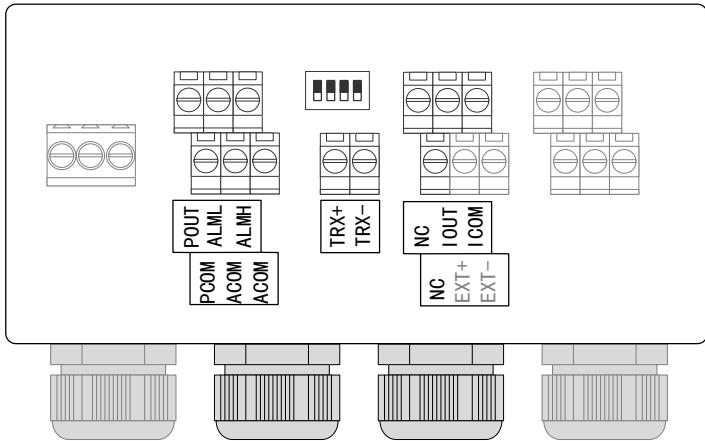 POUT
ALML
ALMH
PCOM
ACOM
ACOM
TRX+
TRX-
NC
IOUT
ICOM
NC
EXT+
EXT-